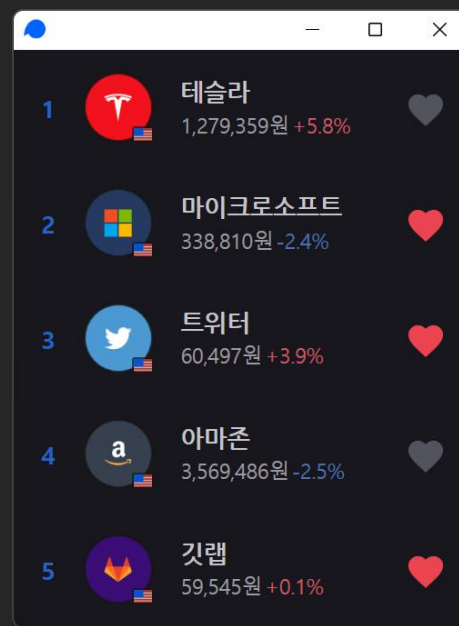 1
테슬라
1,279,359원 +5.8%
2
마이크로소프트
338,810원 -2.4%
3
트위터
60,497원 +3.9%
4
a
아마존
3,569,486원 -2.5%
5
깃랩
59,545원 +0.1%